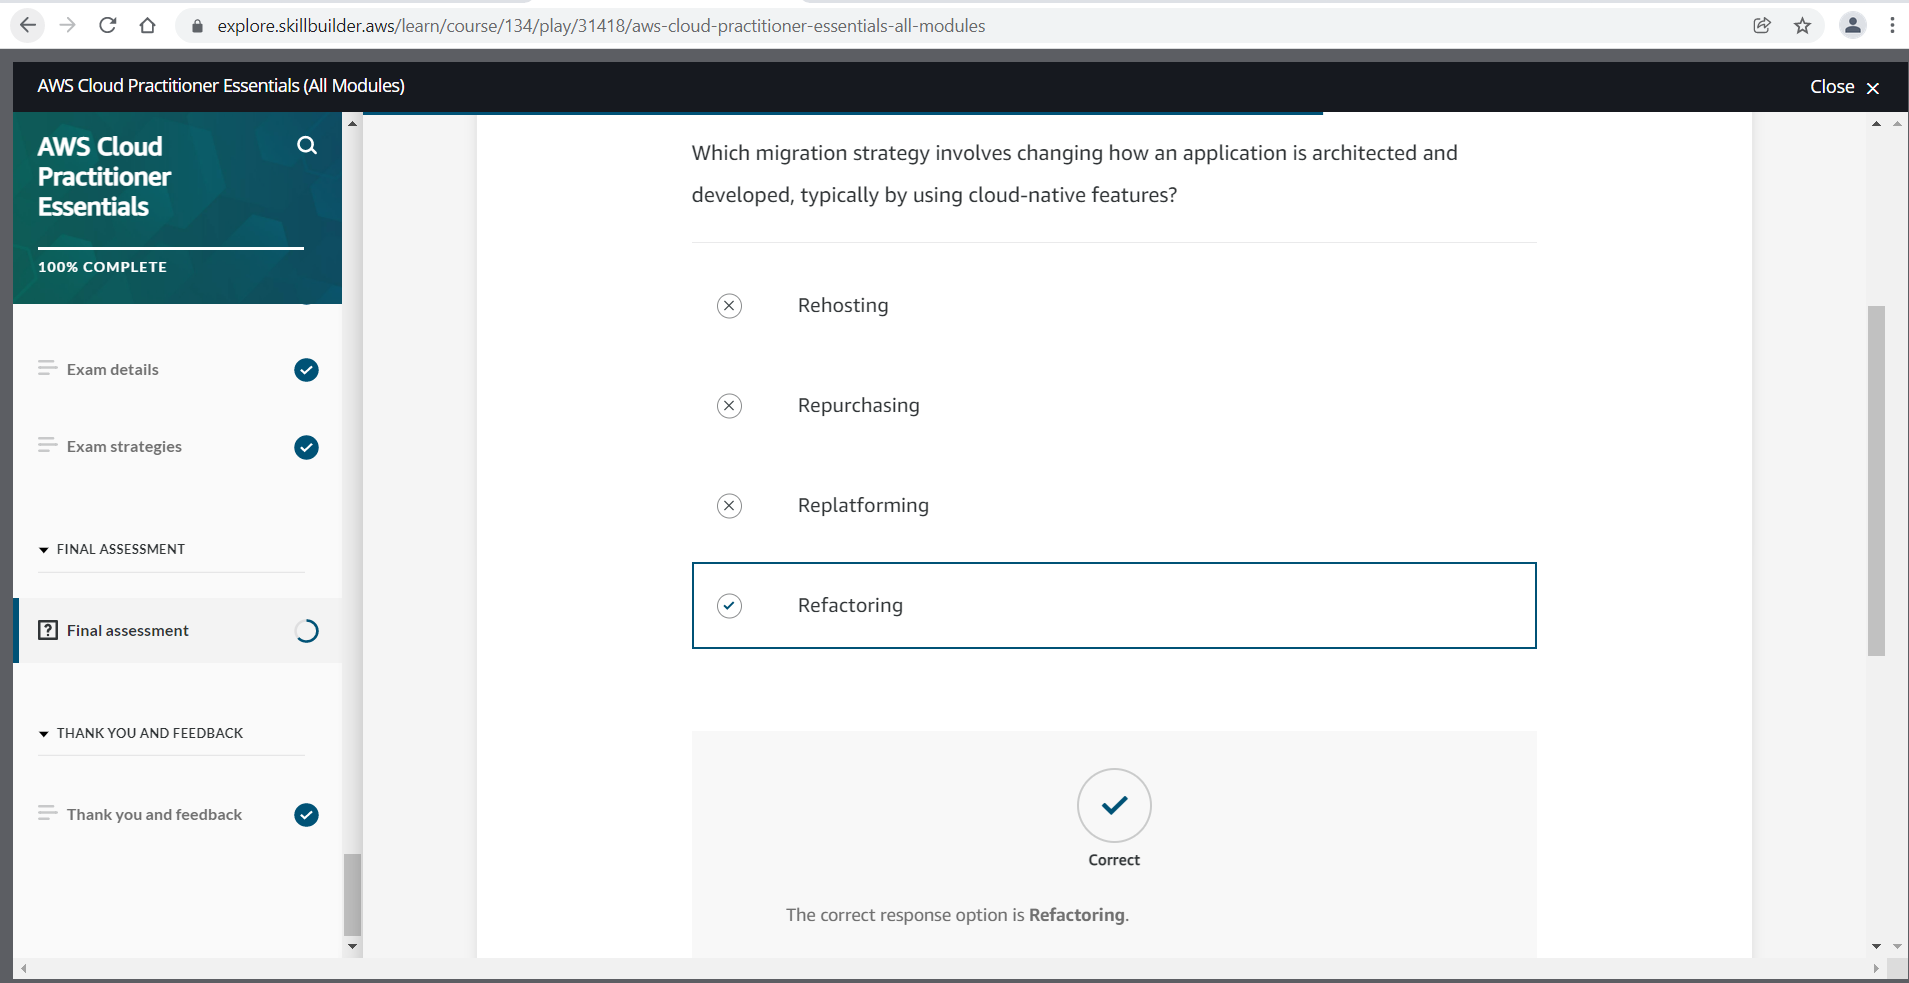 explore.skillbuilder.aws/learn/course/134/play/31418/aws-cloud-practitioner-essentials-all-modules
AWS Cloud Practitioner Essentials (All Modules)
Close
AWS Cloud
Practitioner
Essentials
100% COMPLETE
Exam details
Exam strategies
FINAL ASSESSMENT
Final assessment
THANK YOU AND FEEDBACK
Thank you and feedback
Which migration strategy involves changing how an application is architected and
developed, typically by using cloud-native features?
Rehosting
Repurchasing
Replatforming
Refactoring
Correct
The correct response option is Refactoring.